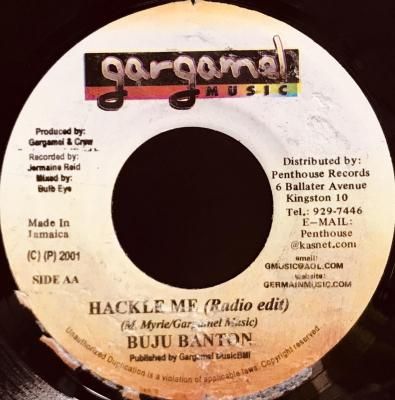 gargamel
MUSIC
Produced by:
Gargamel & Crew
Recorded by:
Jermaine Reid
Mixed by:
Bulb Eye
Made In
Jamaica
(C) (P) 2001
SIDE AA
Distributed by:
Penthouse Records
6 Ballater Avenue
Kingston 10
Tel.: 929-7446
E-MAIL:
Penthouse
@kasnet.com
email:
GMUSIC@AOL.COM
Website:
GERMAINMUSIC.COM
HACKLE ME (Radio edit)
(M. Myrie/Gargamel Music)
BUJU BANTON
Published by Gargamel MusicBMI
Unauthorized Duplication is a violation of applicable laws. Copyright reserved